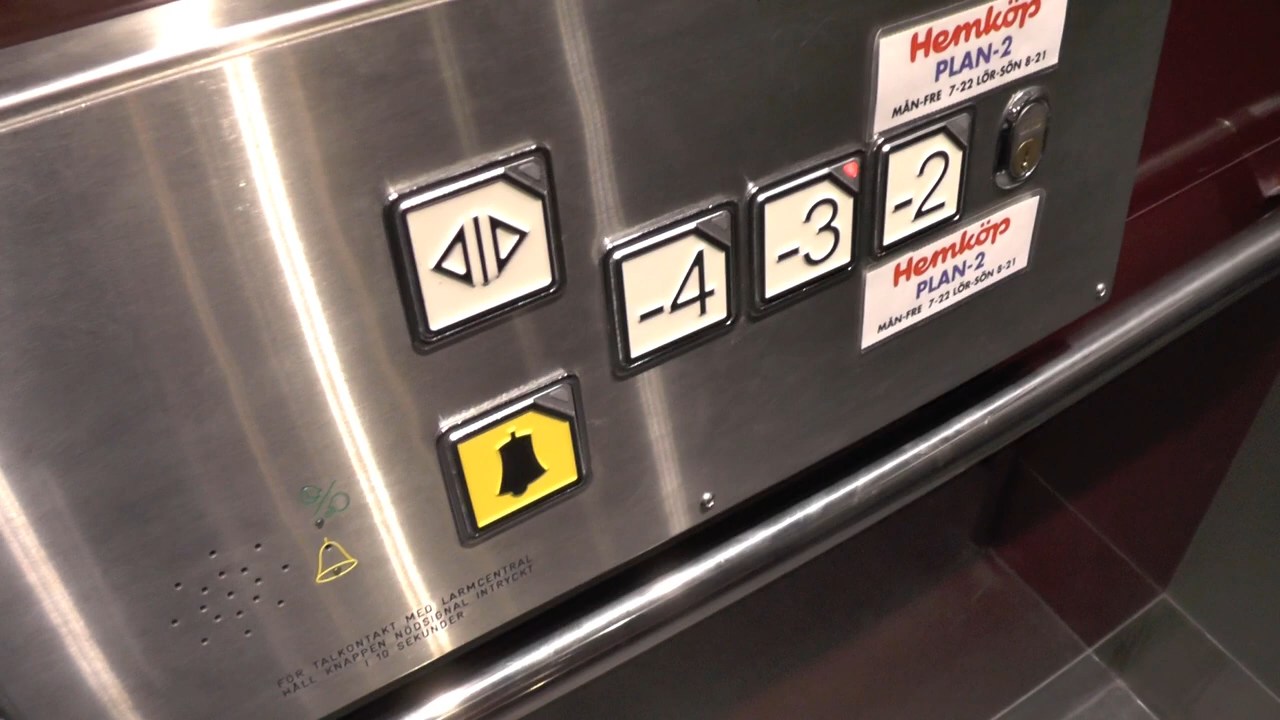 Hemköp
PLAN-2
MÅN-FRE 7-22 LÖR-SÖN 8-21
-4
-3
-2
Hemköp
PLAN-2
MÅN-FRE 7-22 LÖR-SÖN 8-21
FÖR TALKONTAKT MED LARMCENTRAL
HÅLL KNAPPEN NÖDSIGNAL INTRYCKT
I 10 SEKUNDER